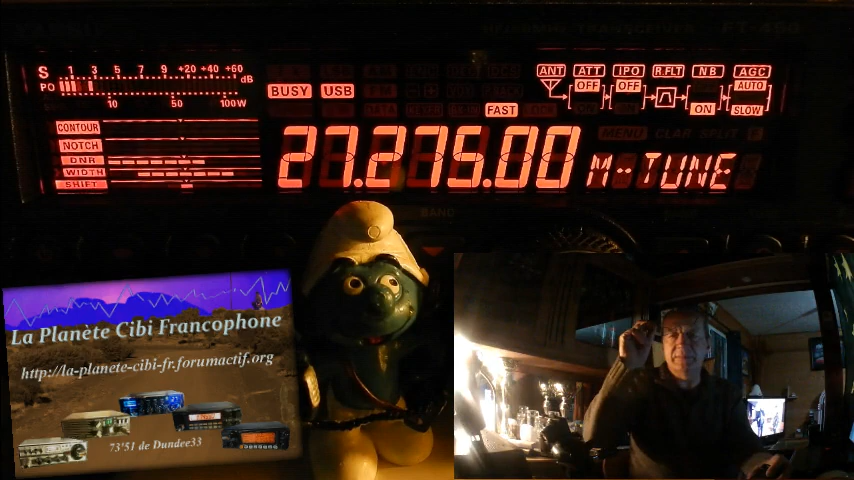 S 1 3 5 7 9 +20 +40 +60 dB
PO 10 50 100W
BUSY USB
FAST
ANT ATT IPO R.FLT NB AGC
OFF OFF AUTO
ON SLOW
CONTOUR
NOTCH
DNR
WIDTH
SHIFT
27.275.00 M-TUNE
MENU CLAR SPLIT
BAND
La Planète Cibi Francophone
http://la-planete-cibi-fr.forumactif.org
73'51 de Dundee33